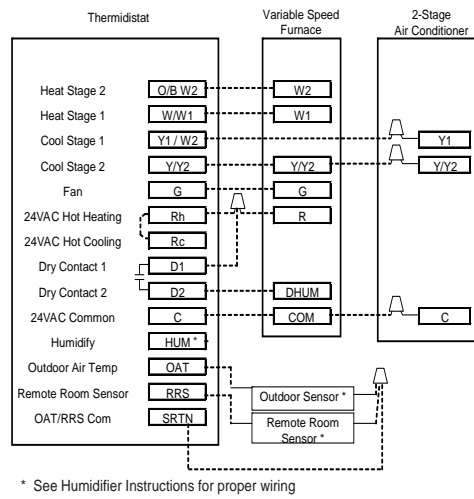 Thermidistat
Variable Speed
Furnace
2-Stage
Air Conditioner
Heat Stage 2 O/B W2 W2
Heat Stage 1 W/W1 W1
Cool Stage 1 Y1 / W2 Y1
Cool Stage 2 Y/Y2 Y/Y2 Y/Y2
Fan G G
24VAC Hot Heating Rh R
24VAC Hot Cooling Rc
Dry Contact 1 D1
Dry Contact 2 D2 DHUM
24VAC Common C COM C
Humidify HUM *
Outdoor Air Temp OAT
Outdoor Sensor *
Remote Room Sensor RRS
Remote Room
Sensor *
OAT/RRS Com SRTN
* See Humidifier Instructions for proper wiring